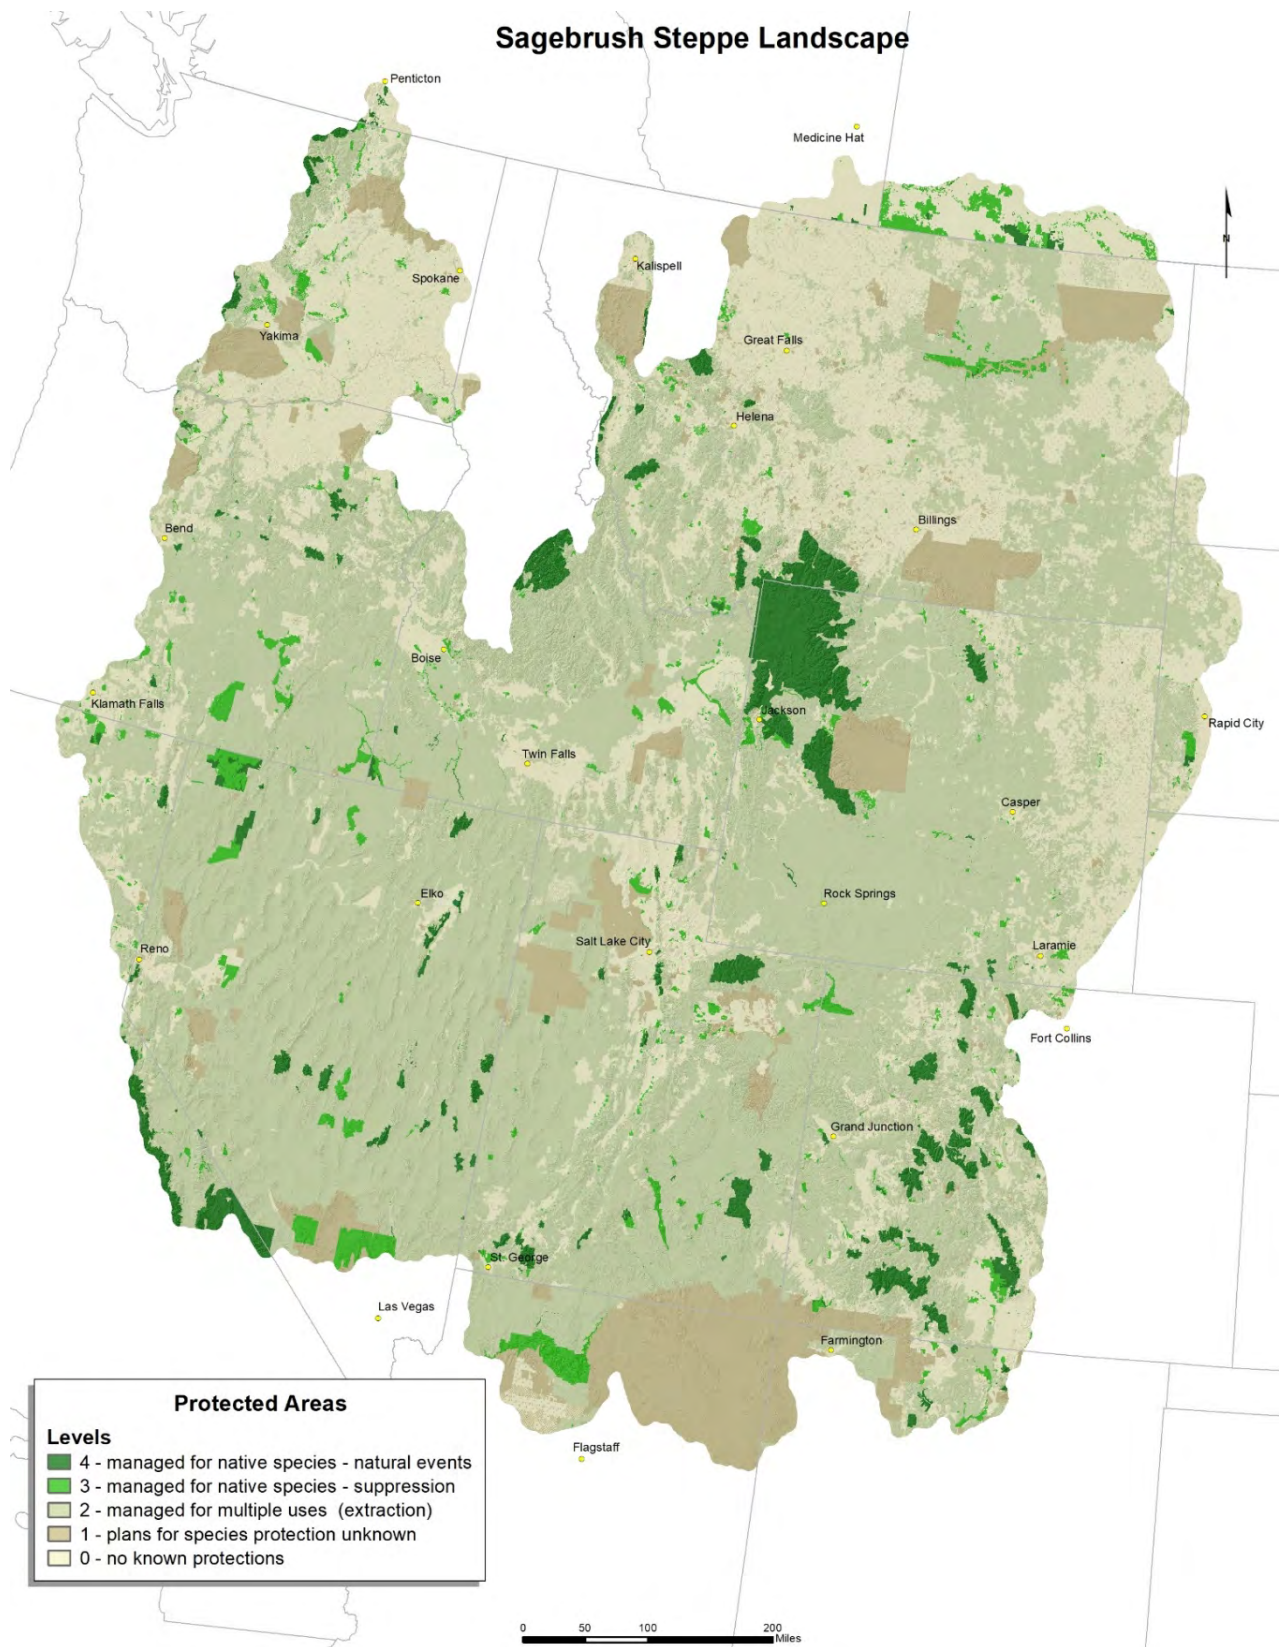 Sagebrush Steppe Landscape
Penticton
Medicine Hat
N
Kalispell
Spokane
Yakima
Great Falls
Helena
Billings
Bend
Boise
Klamath Falls
Jackson
Rapid City
Twin Falls
Casper
Elko
Rock Springs
Reno
Salt Lake City
Laramie
Fort Collins
Grand Junction
St. George
Las Vegas
Farmington
Flagstaff
Protected Areas
Levels
4 - managed for native species - natural events
3 - managed for native species - suppression
2 - managed for multiple uses (extraction)
1 - plans for species protection unknown
0 - no known protections
0 50 100 200
Miles